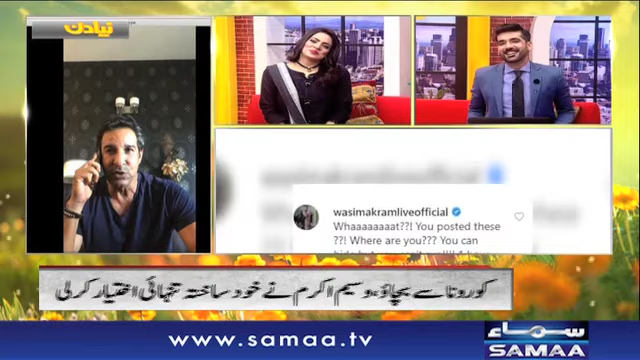 نیا دن
wasimakramliveofficial
Whaaaaaaaat??! You posted these
??! Where are you??? You can
کورونا سے بچاؤ، وسیم اکرم نے خود ساختہ تنہائی اختیار کرلی
www.samaa.tv
سماء
SAMAA